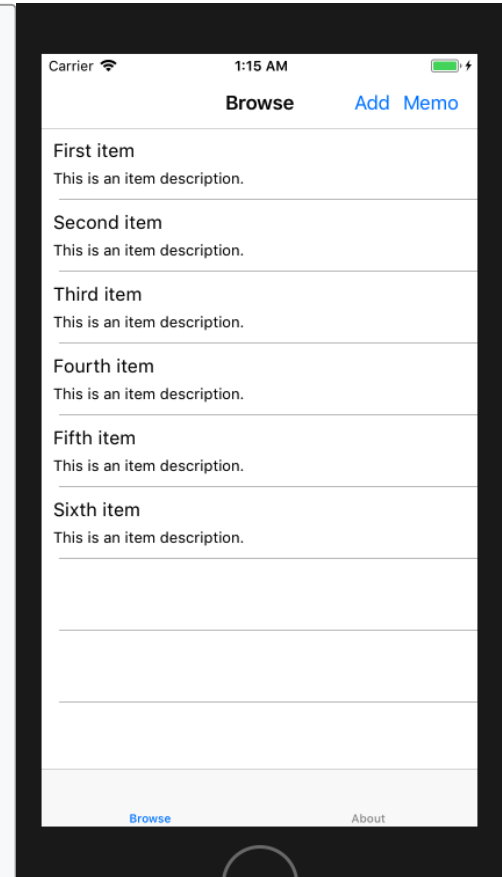 Carrier 1:15 AM
Browse Add Memo
First item
This is an item description.
Second item
This is an item description.
Third item
This is an item description.
Fourth item
This is an item description.
Fifth item
This is an item description.
Sixth item
This is an item description.
Browse About